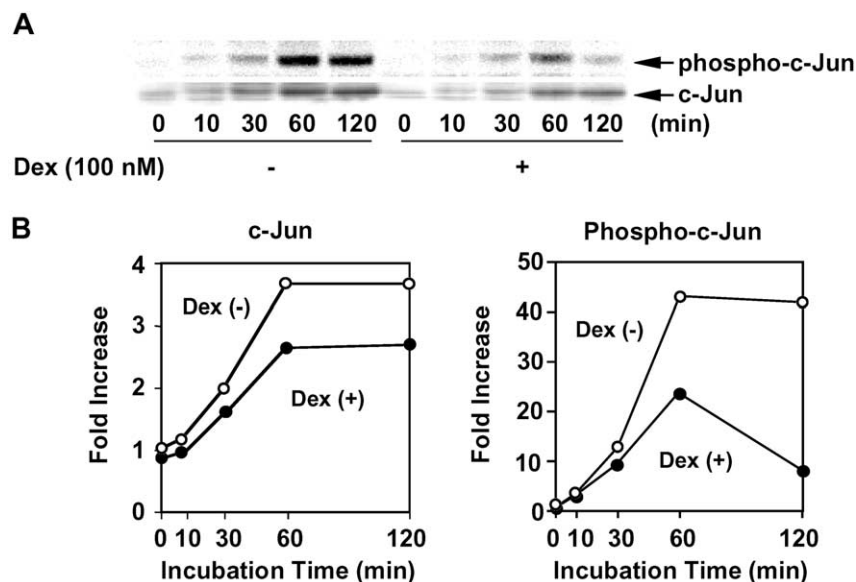 A
phospho-c-Jun
c-Jun
0 10 30 60 120 0 10 30 60 120 (min)
Dex (100 nM) - +
B
c-Jun
Fold Increase
4
3
2
1
0
Dex (-)
Dex (+)
0 10 30 60 120
Incubation Time (min)
Phospho-c-Jun
Fold Increase
50
40
30
20
10
0
Dex (-)
Dex (+)
0 10 30 60 120
Incubation Time (min)